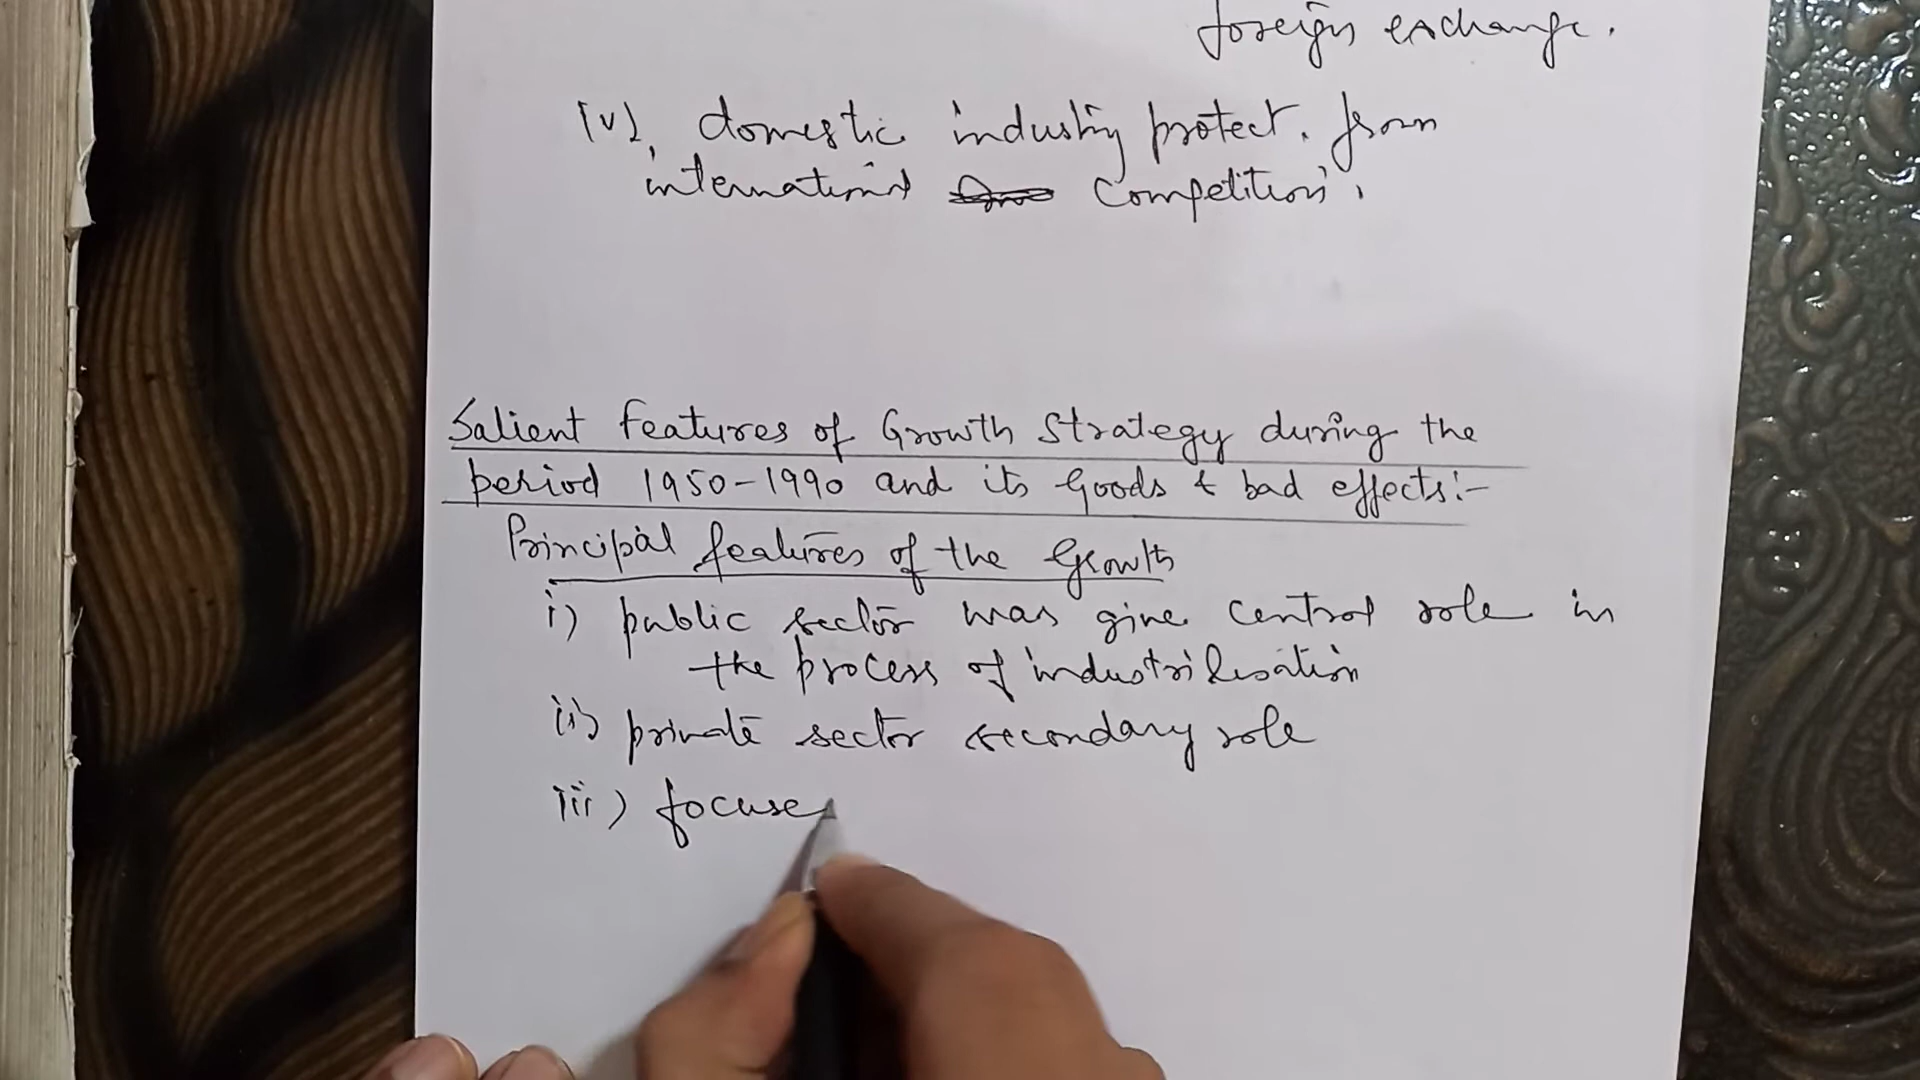 foreign exchange.
(v), domestic industry protect. from
international competition.
Salient features of Growth Strategy during the
period 1950-1990 and its Goods & bad effects:-
Principal features of the Growth
i) public sector was give central role in
the process of industrilisation
ii) private sector secondary role
iii) focuse